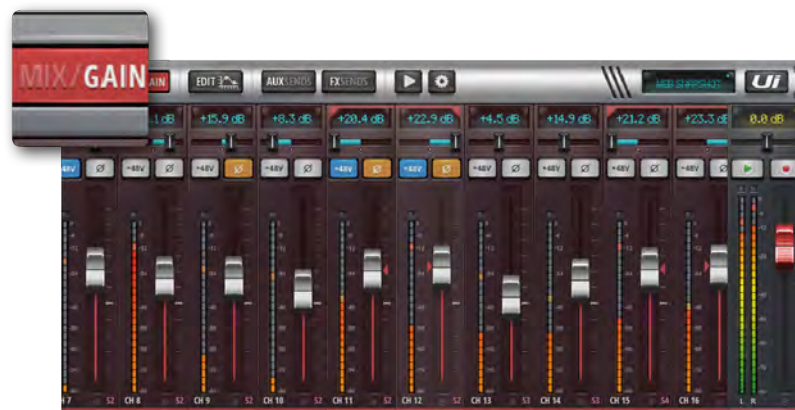 MIX/GAIN
AIN EDIT AUXSENDS FXSENDS WEB SNAPSHOT Ui
.1 dB +15.9 dB +8.3 dB +20.4 dB +22.9 dB +4.5 dB +14.9 dB +21.2 dB +23.3 dB 0.0 dB
+48V Ø +48V Ø +48V Ø +48V Ø +48V Ø +48V Ø +48V Ø +48V Ø +48V Ø +48V Ø
CH 7 S2 CH 8 S2 CH 9 S2 CH 10 S2 CH 11 S2 CH 12 S2 CH 13 S3 CH 14 S3 CH 15 S4 CH 16 L R